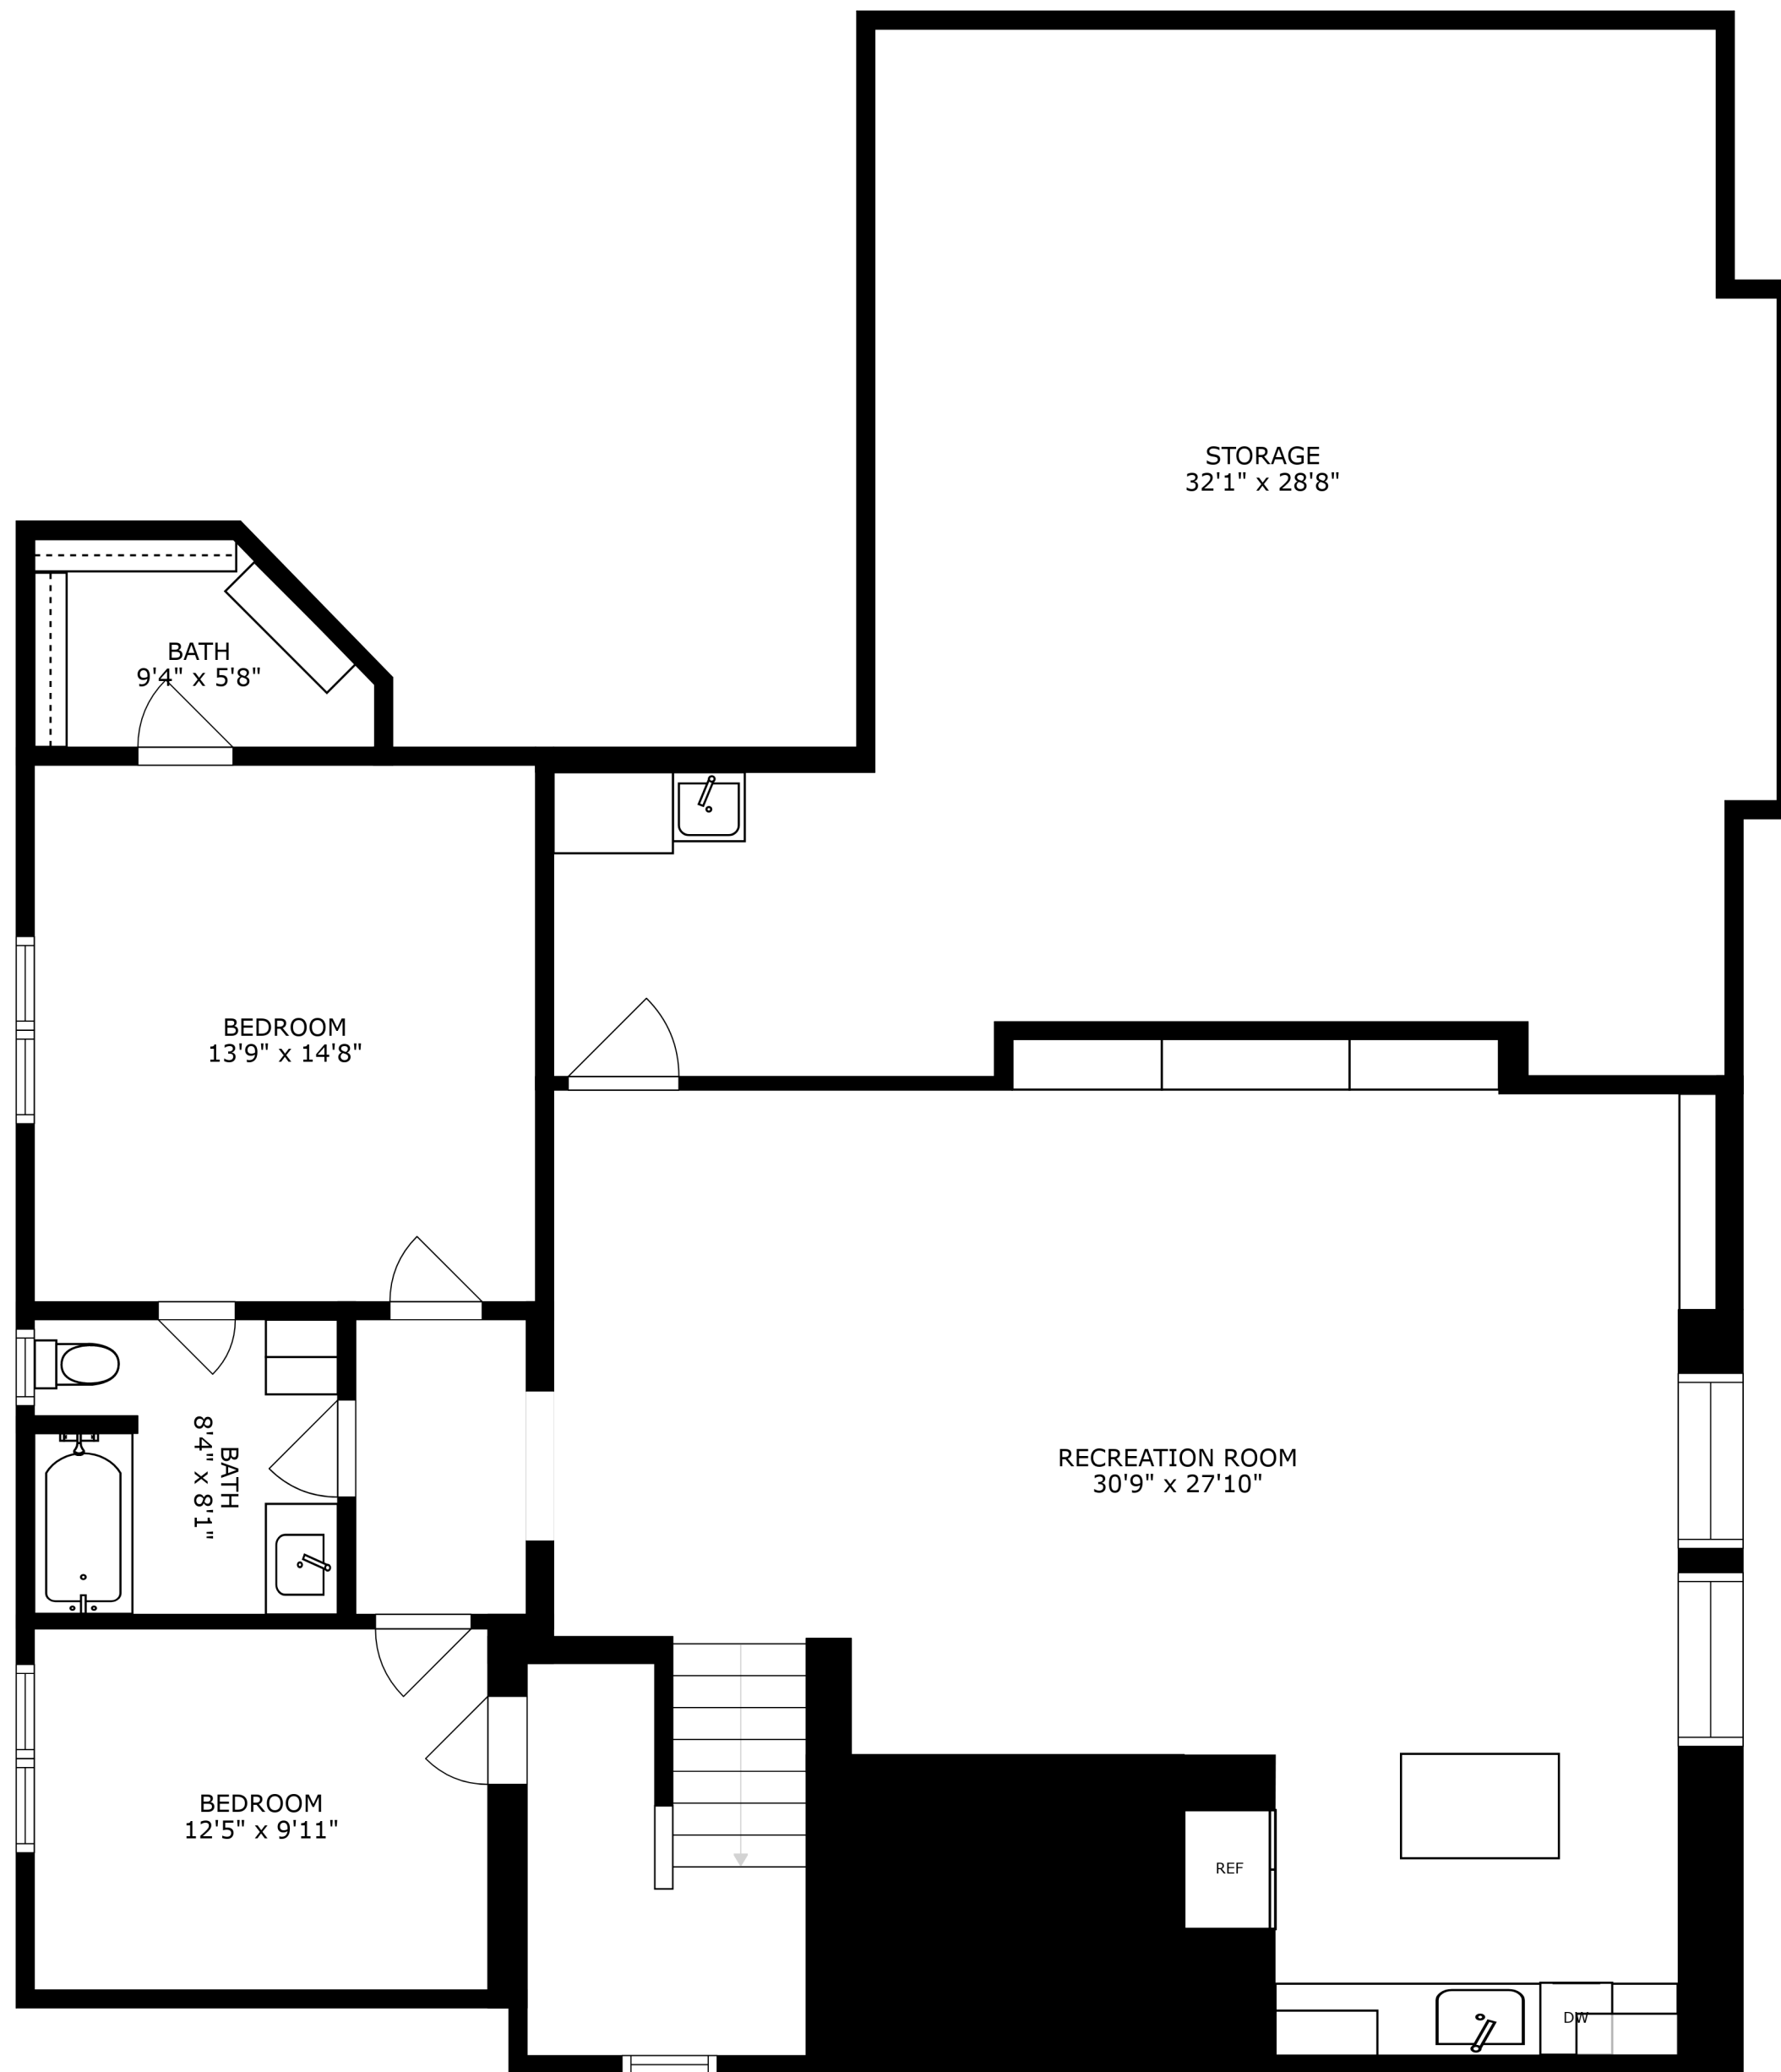 STORAGE
32'1" x 28'8"
BATH
9'4" x 5'8"
BEDROOM
13'9" x 14'8"
BATH
8'4" x 8'1"
RECREATION ROOM
30'9" x 27'10"
BEDROOM
12'5" x 9'11"
REF
DW